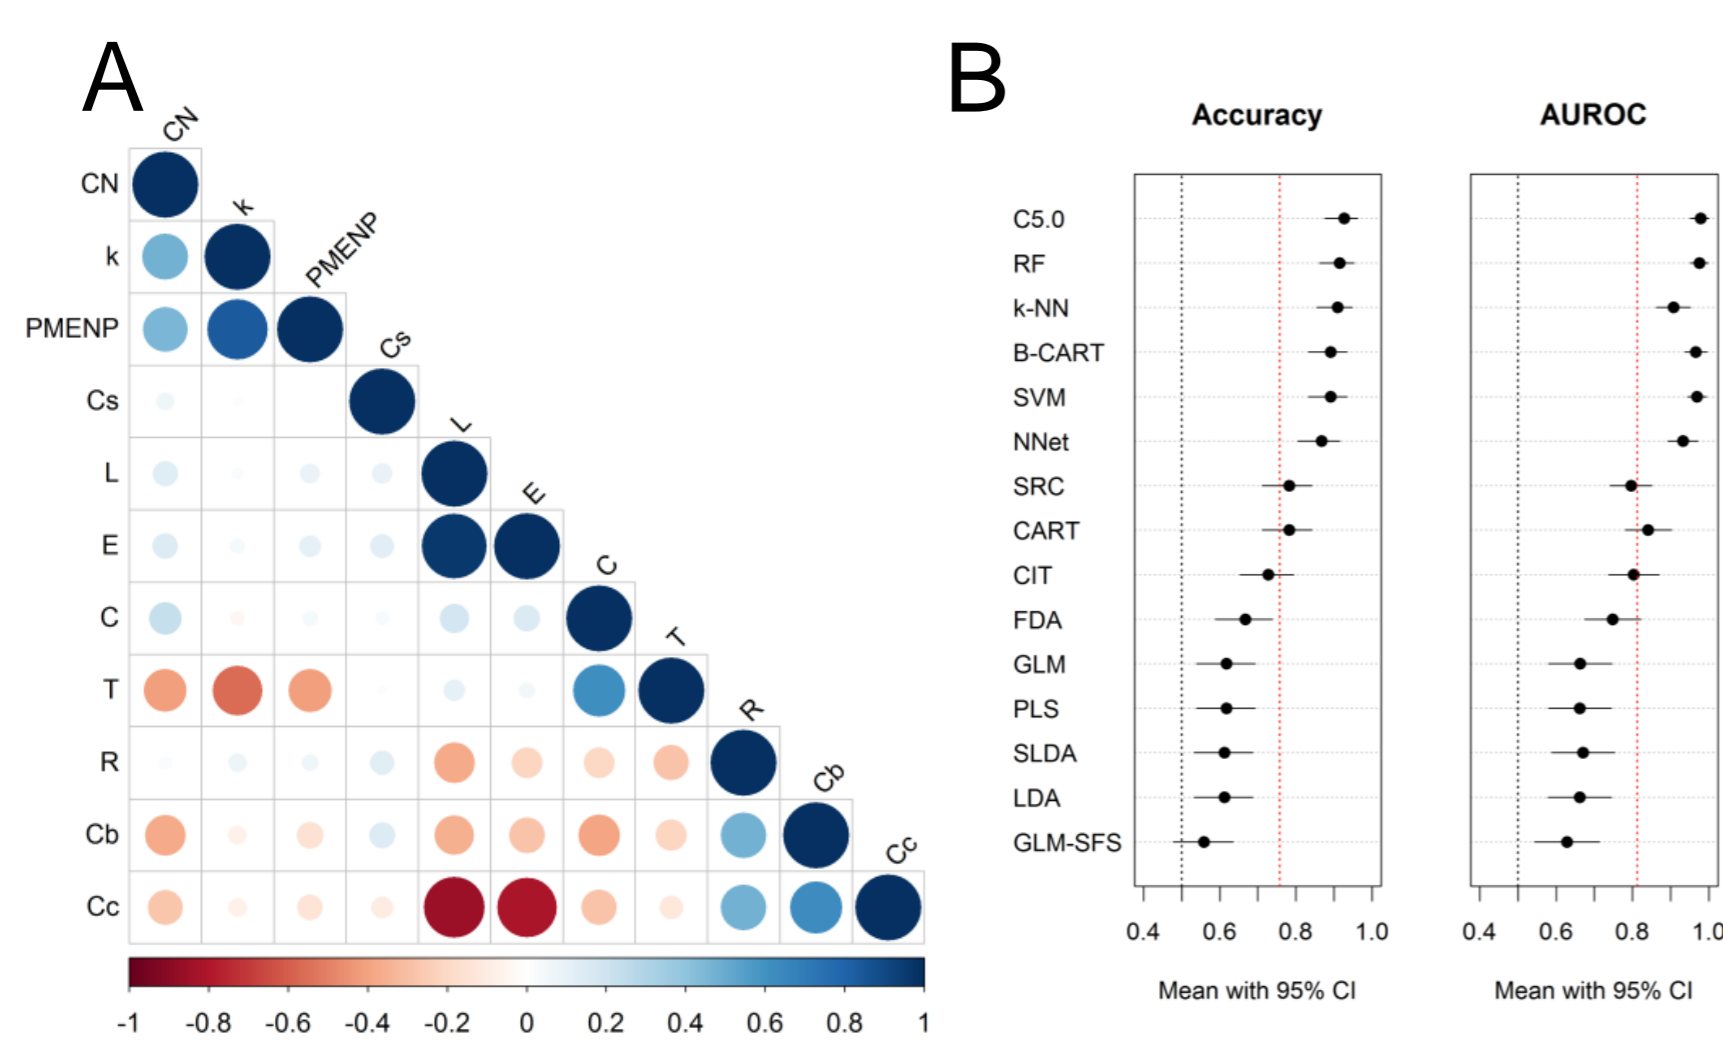 A
CN
k
PMENP
Cs
L
E
C
T
R
Cb
Cc
CN
k
PMENP
Cs
L
E
C
T
R
Cb
Cc
-1 -0.8 -0.6 -0.4 -0.2 0 0.2 0.4 0.6 0.8 1
B
Accuracy AUROC
C5.0
RF
k-NN
B-CART
SVM
NNet
SRC
CART
CIT
FDA
GLM
PLS
SLDA
LDA
GLM-SFS
0.4 0.6 0.8 1.0 0.4 0.6 0.8 1.0
Mean with 95% CI Mean with 95% CI